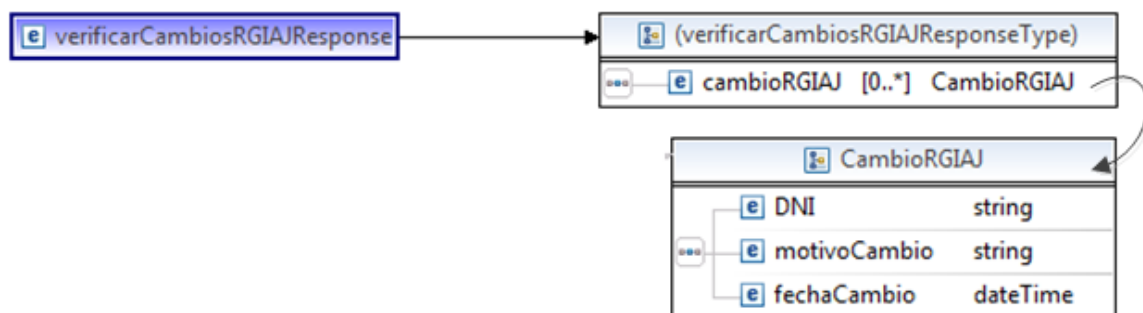 verificarCambiosRGIAJResponse
(verificarCambiosRGIAJResponseType)
cambioRGIAJ [0..*] CambioRGIAJ
CambioRGIAJ
DNI string
motivoCambio string
fechaCambio dateTime